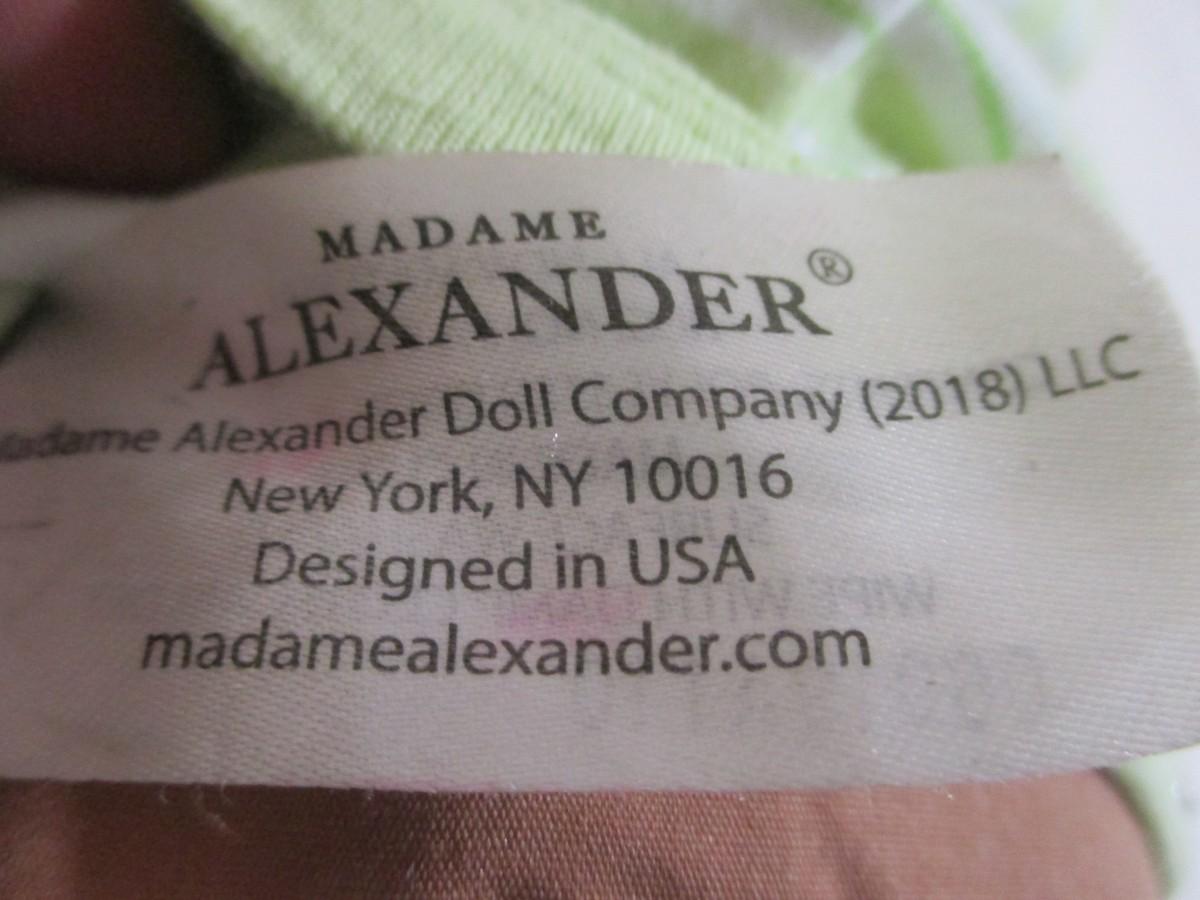 MADAME
ALEXANDER®
Madame Alexander Doll Company (2018) LLC
New York, NY 10016
Designed in USA
madamealexander.com